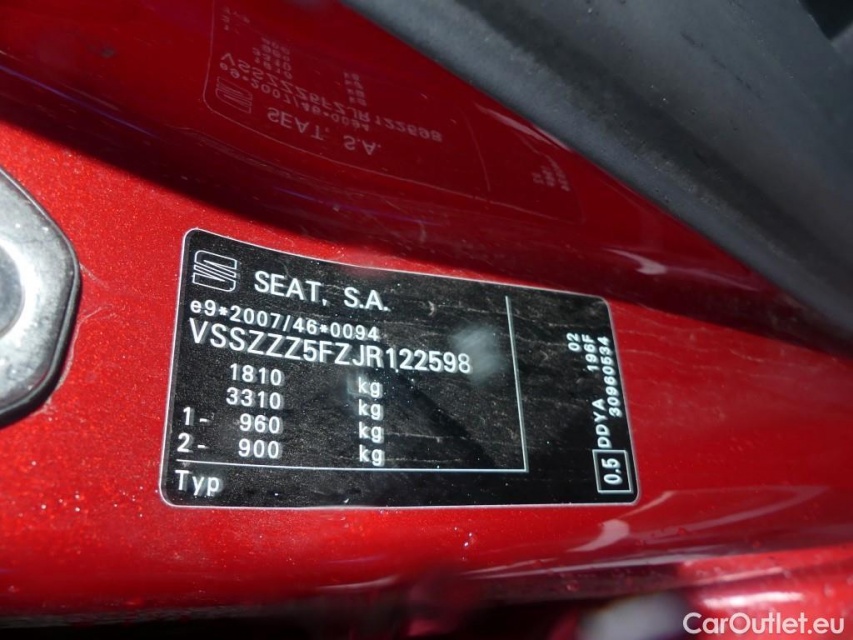 SEAT, S.A.
e9*2007/46*0094
VSSZZZ5FZJR122598
1810 kg
3310 kg
1- 960 kg
2- 900 kg
Typ
02
196F
DDYA 30960534
0.5
CarOutlet.eu